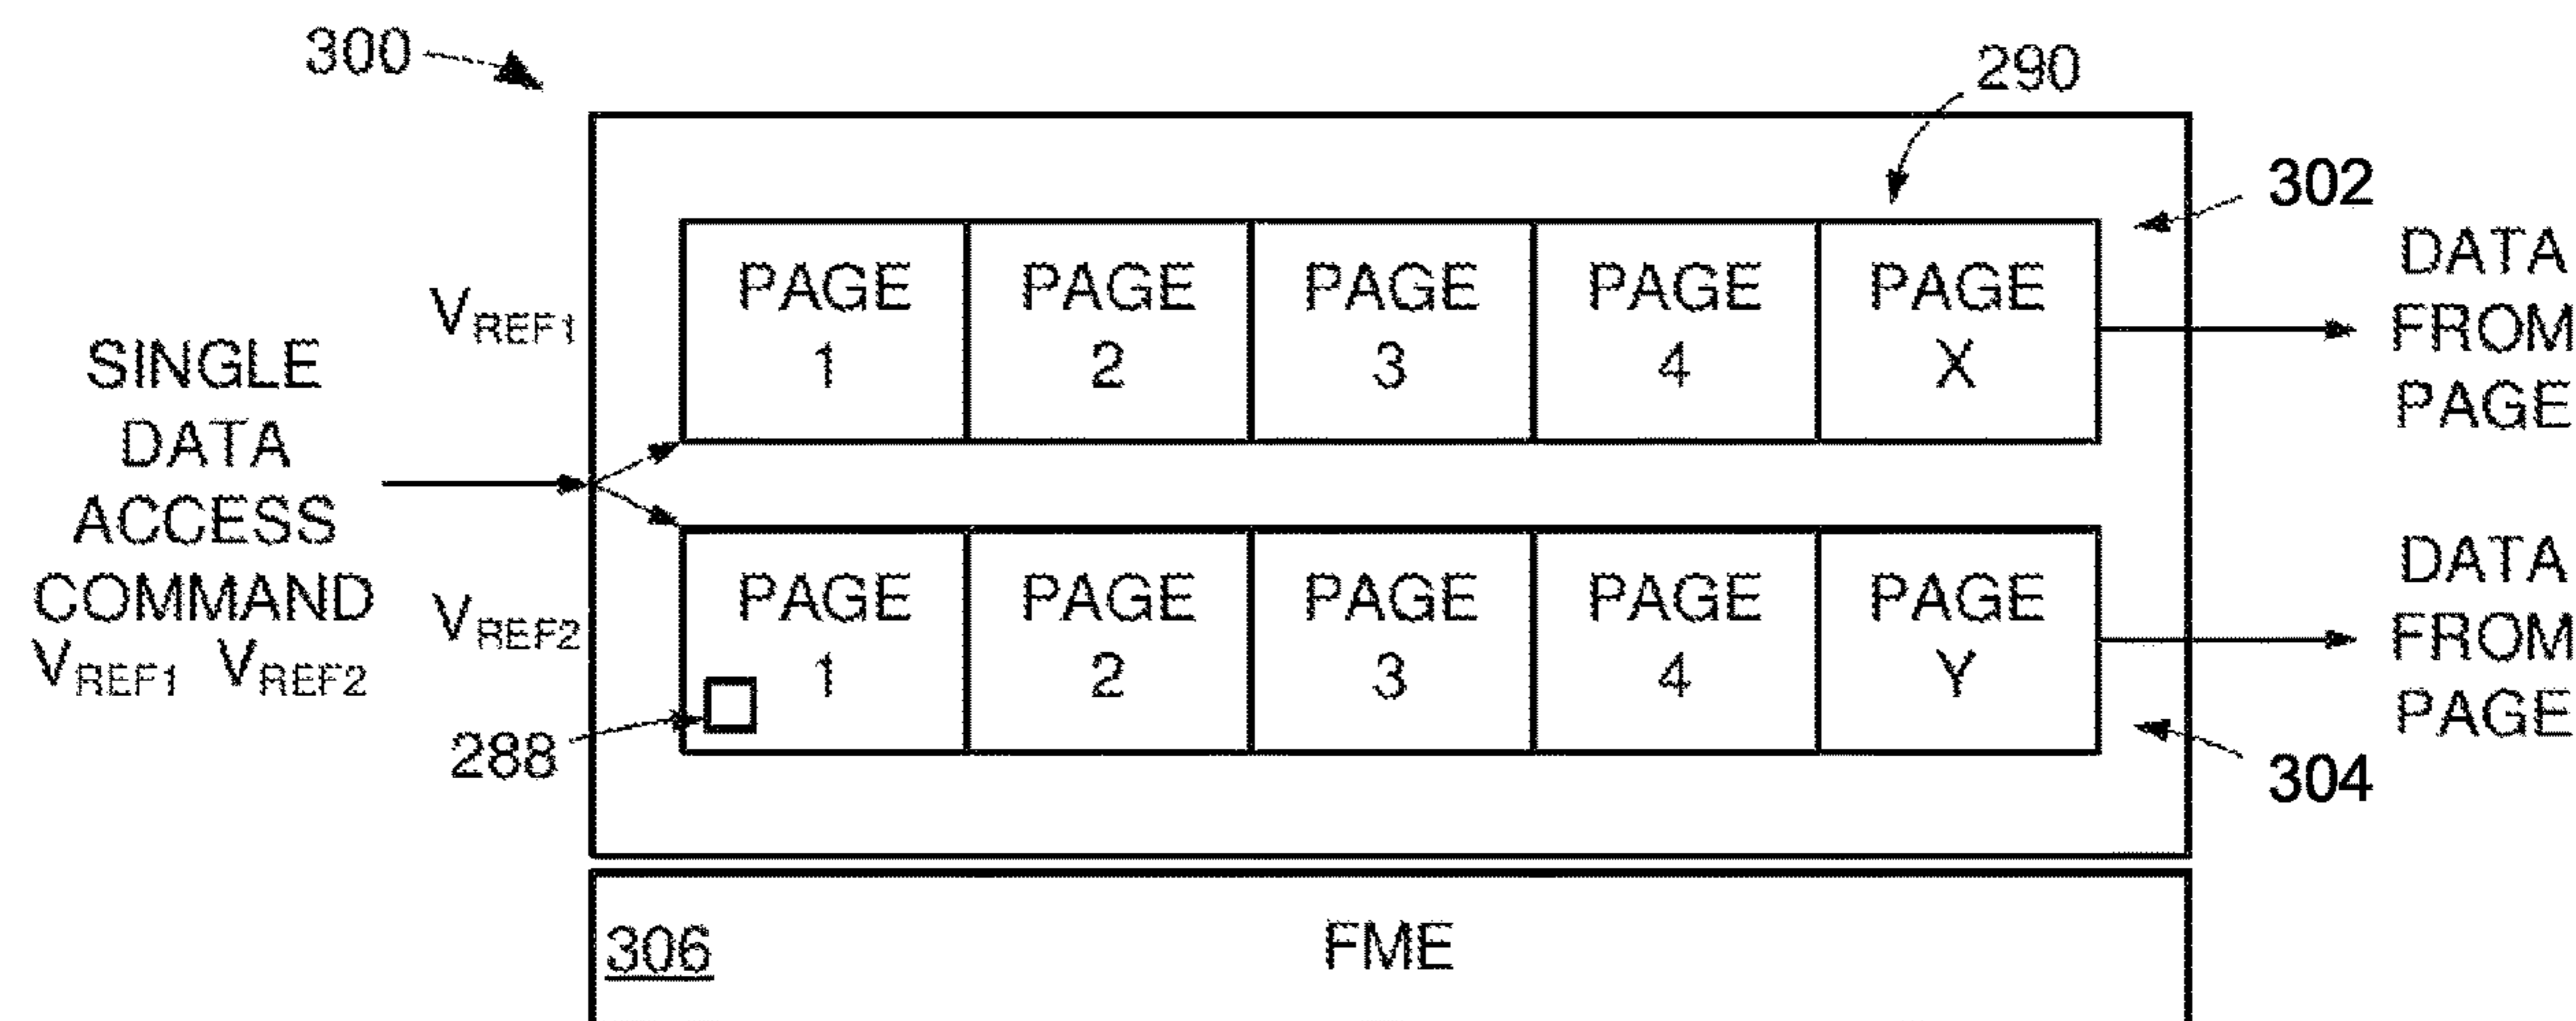 300
290
302
SINGLE
DATA
ACCESS
COMMAND
VREF1 VREF2
VREF1
PAGE
1
PAGE
2
PAGE
3
PAGE
4
PAGE
X
DATA
FROM
PAGE
VREF2
PAGE
1
PAGE
2
PAGE
3
PAGE
4
PAGE
Y
DATA
FROM
PAGE
288
304
306
FME